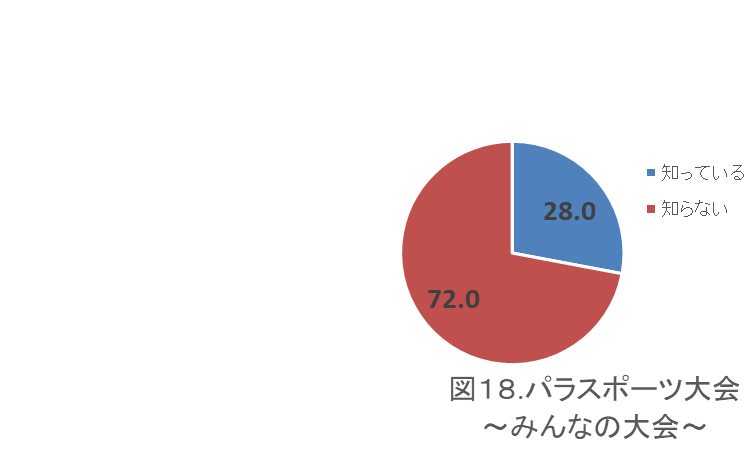 知っている
28.0
知らない
72.0
図１８.パラスポーツ大会
～みんなの大会～